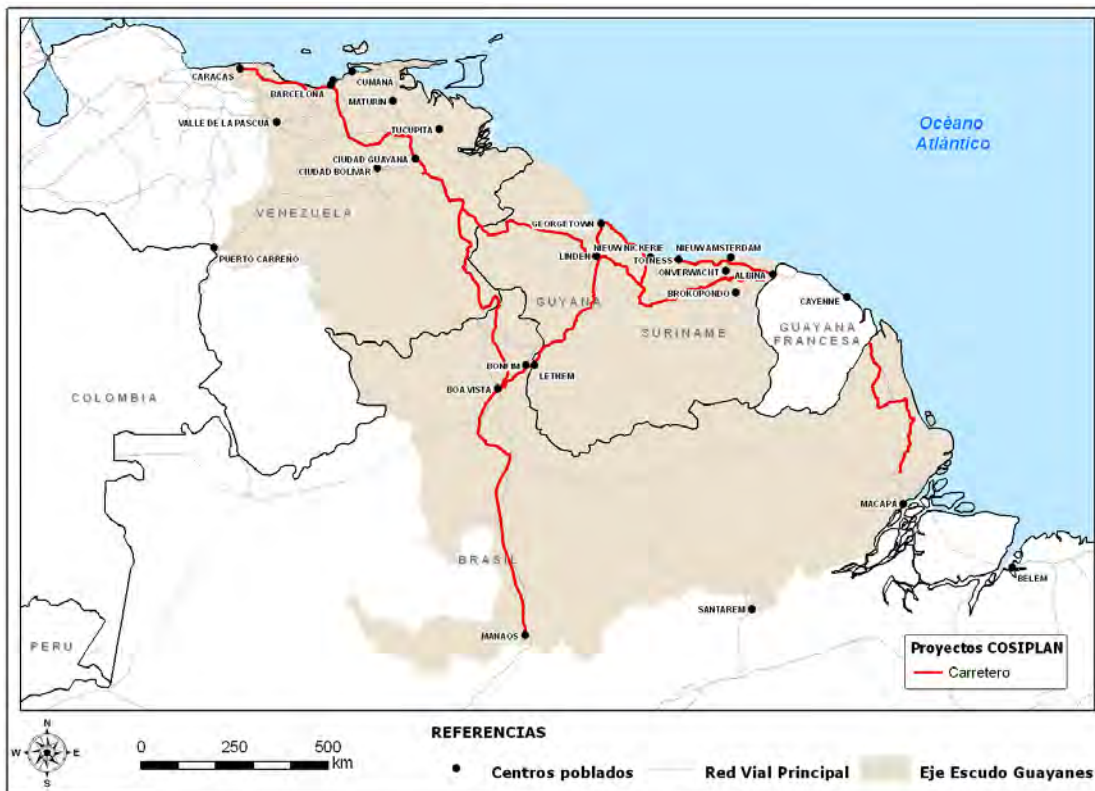 CARACAS
CUMANA
BARCELONA
MATURIN
VALLE DE LA PASCUA
TUCUPITA
Océano
Atlántico
CIUDAD GUAYANA
CIUDAD BOLÍVAR
VENEZUELA
GEORGETOWN
PUERTO CARREÑO
NIEUW NICKERIE
NIEUW AMSTERDAM
LINDEN
TOTNESS
ONVERWACHT
ALBINA
BROKOPONDO
CAYENNE
GUYANA
SURINAME
GUAYANA
FRANCESA
BONFIM
LETHEM
BOA VISTA
COLOMBIA
MACAPÁ
BRASIL
BELEM
SANTAREM
MANAOS
PERU
Proyectos COSIPLAN
Carretero
N
W
E
S
0 250 500
km
REFERENCIAS
Centros poblados
Red Vial Principal
Eje Escudo Guayanes